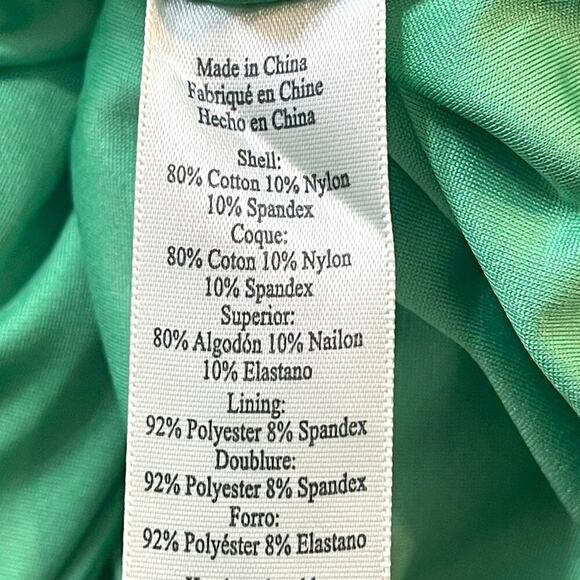 Made in China
Fabriqué en Chine
Hecho en China
Shell:
80% Cotton 10% Nylon
10% Spandex
Coque:
80% Coton 10% Nylon
10% Spandex
Superior:
80% Algodón 10% Nailon
10% Elastano
Lining:
92% Polyester 8% Spandex
Doublure:
92% Polyester 8% Spandex
Forro:
92% Polyéster 8% Elastano